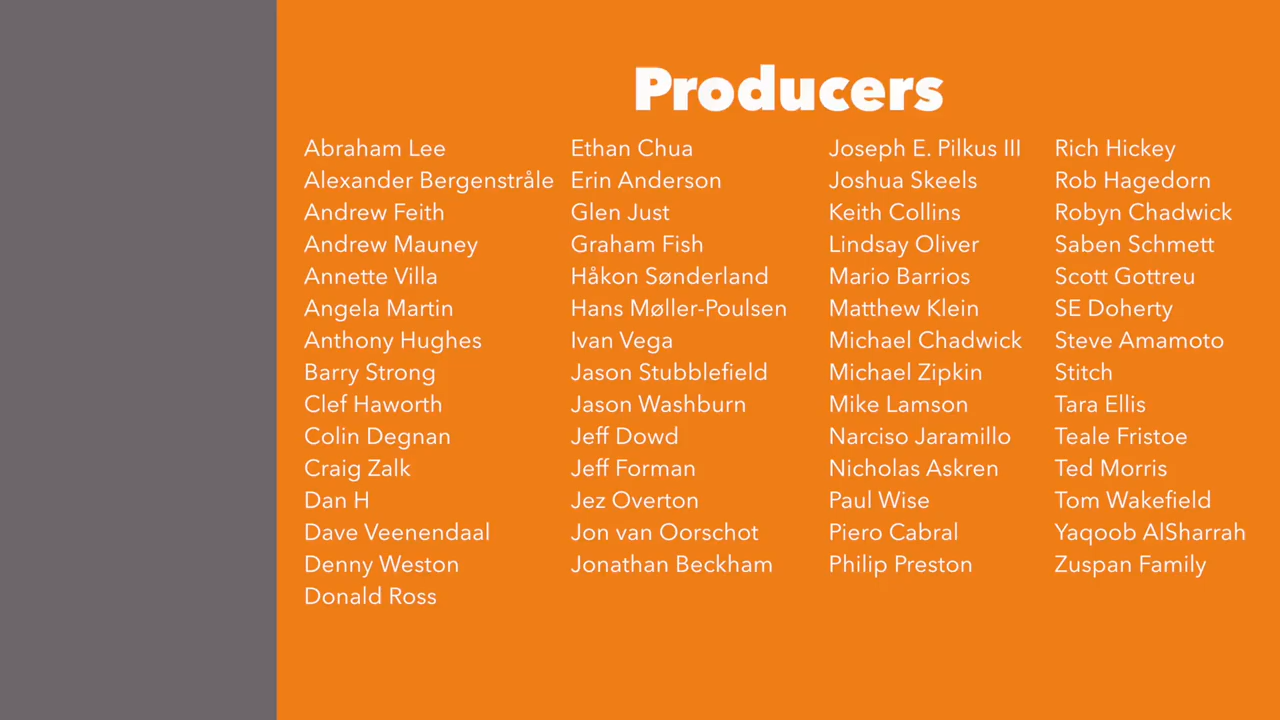 Producers
Abraham Lee
Alexander Bergenstråle
Andrew Feith
Andrew Mauney
Annette Villa
Angela Martin
Anthony Hughes
Barry Strong
Clef Haworth
Colin Degnan
Craig Zalk
Dan H
Dave Veenendaal
Denny Weston
Donald Ross
Ethan Chua
Erin Anderson
Glen Just
Graham Fish
Håkon Sønderland
Hans Møller-Poulsen
Ivan Vega
Jason Stubblefield
Jason Washburn
Jeff Dowd
Jeff Forman
Jez Overton
Jon van Oorschot
Jonathan Beckham
Joseph E. Pilkus III
Joshua Skeels
Keith Collins
Lindsay Oliver
Mario Barrios
Matthew Klein
Michael Chadwick
Michael Zipkin
Mike Lamson
Narciso Jaramillo
Nicholas Askren
Paul Wise
Piero Cabral
Philip Preston
Rich Hickey
Rob Hagedorn
Robyn Chadwick
Saben Schmett
Scott Gottreu
SE Doherty
Steve Amamoto
Stitch
Tara Ellis
Teale Fristoe
Ted Morris
Tom Wakefield
Yaqoob AlSharrah
Zuspan Family